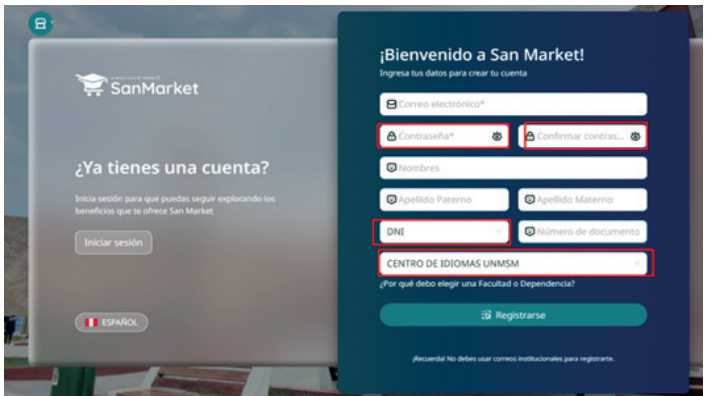 SanMarket
¿Ya tienes una cuenta?
Inicia sesión para que puedas seguir explorando los
beneficios que te ofrece San Market
Iniciar sesión
ESPAÑOL
¡Bienvenido a San Market!
Ingresa tus datos para crear tu cuenta
Correo electrónico*
Contraseña*
Confirmar contras...
Nombres
Apellido Paterno
Apellido Materno
DNI
Número de documento
CENTRO DE IDIOMAS UNMSM
¿Por qué debo elegir una Facultad o Dependencia?
Registrarse
¡Recuerda! No debes usar correos institucionales para registrarte.